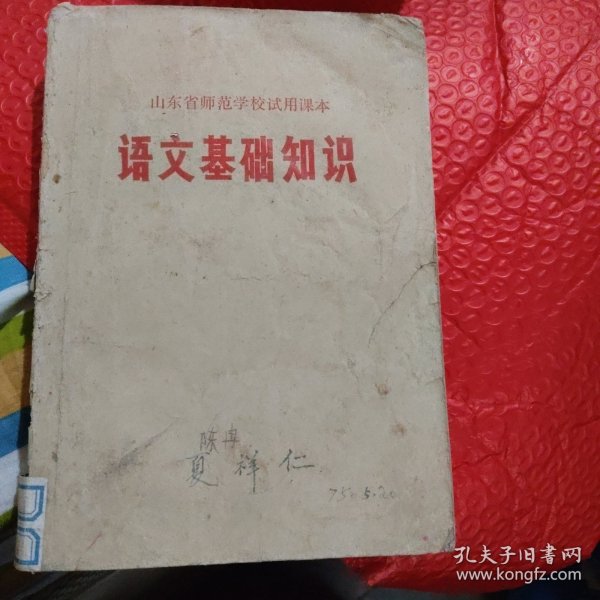 山东省师范学校试用课本
语文基础知识
陈冉
夏祥仁
75.5.20
孔夫子旧书网
www.kongfz.com